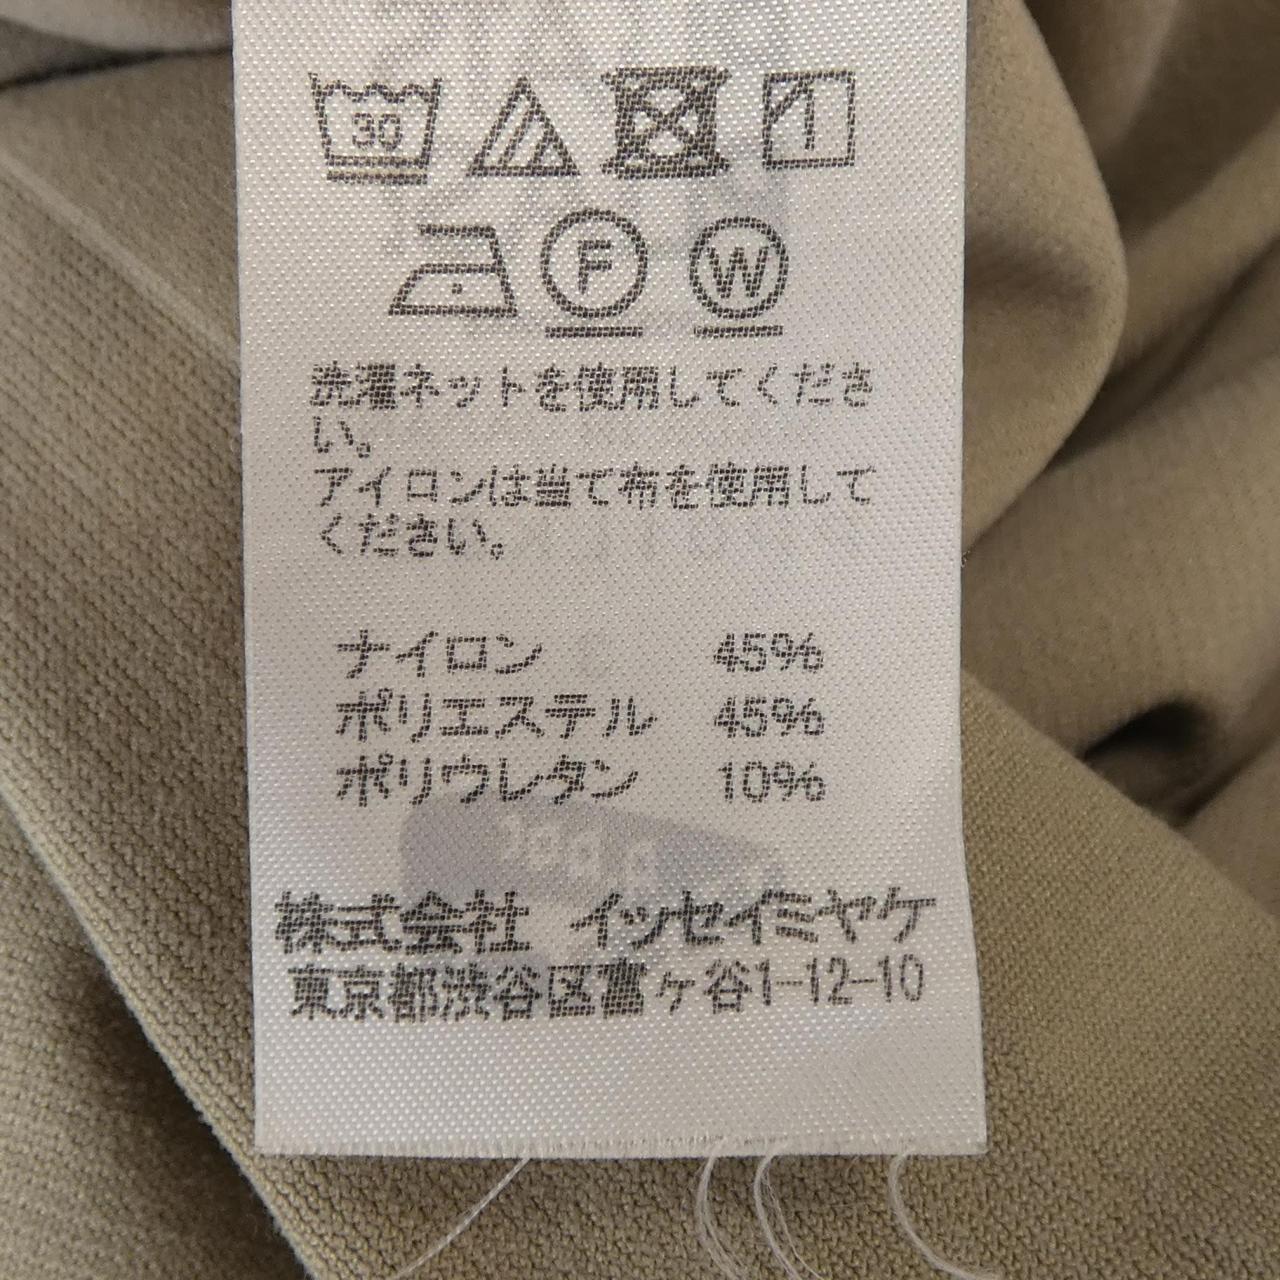 30
F W
洗濯ネットを使用してくださ
い。
アイロンは当て布を使用して
ください。
ナイロン 45%
ポリエステル 45%
ポリウレタン 10%
株式会社 イッセイミヤケ
東京都渋谷区富ヶ谷1-12-10